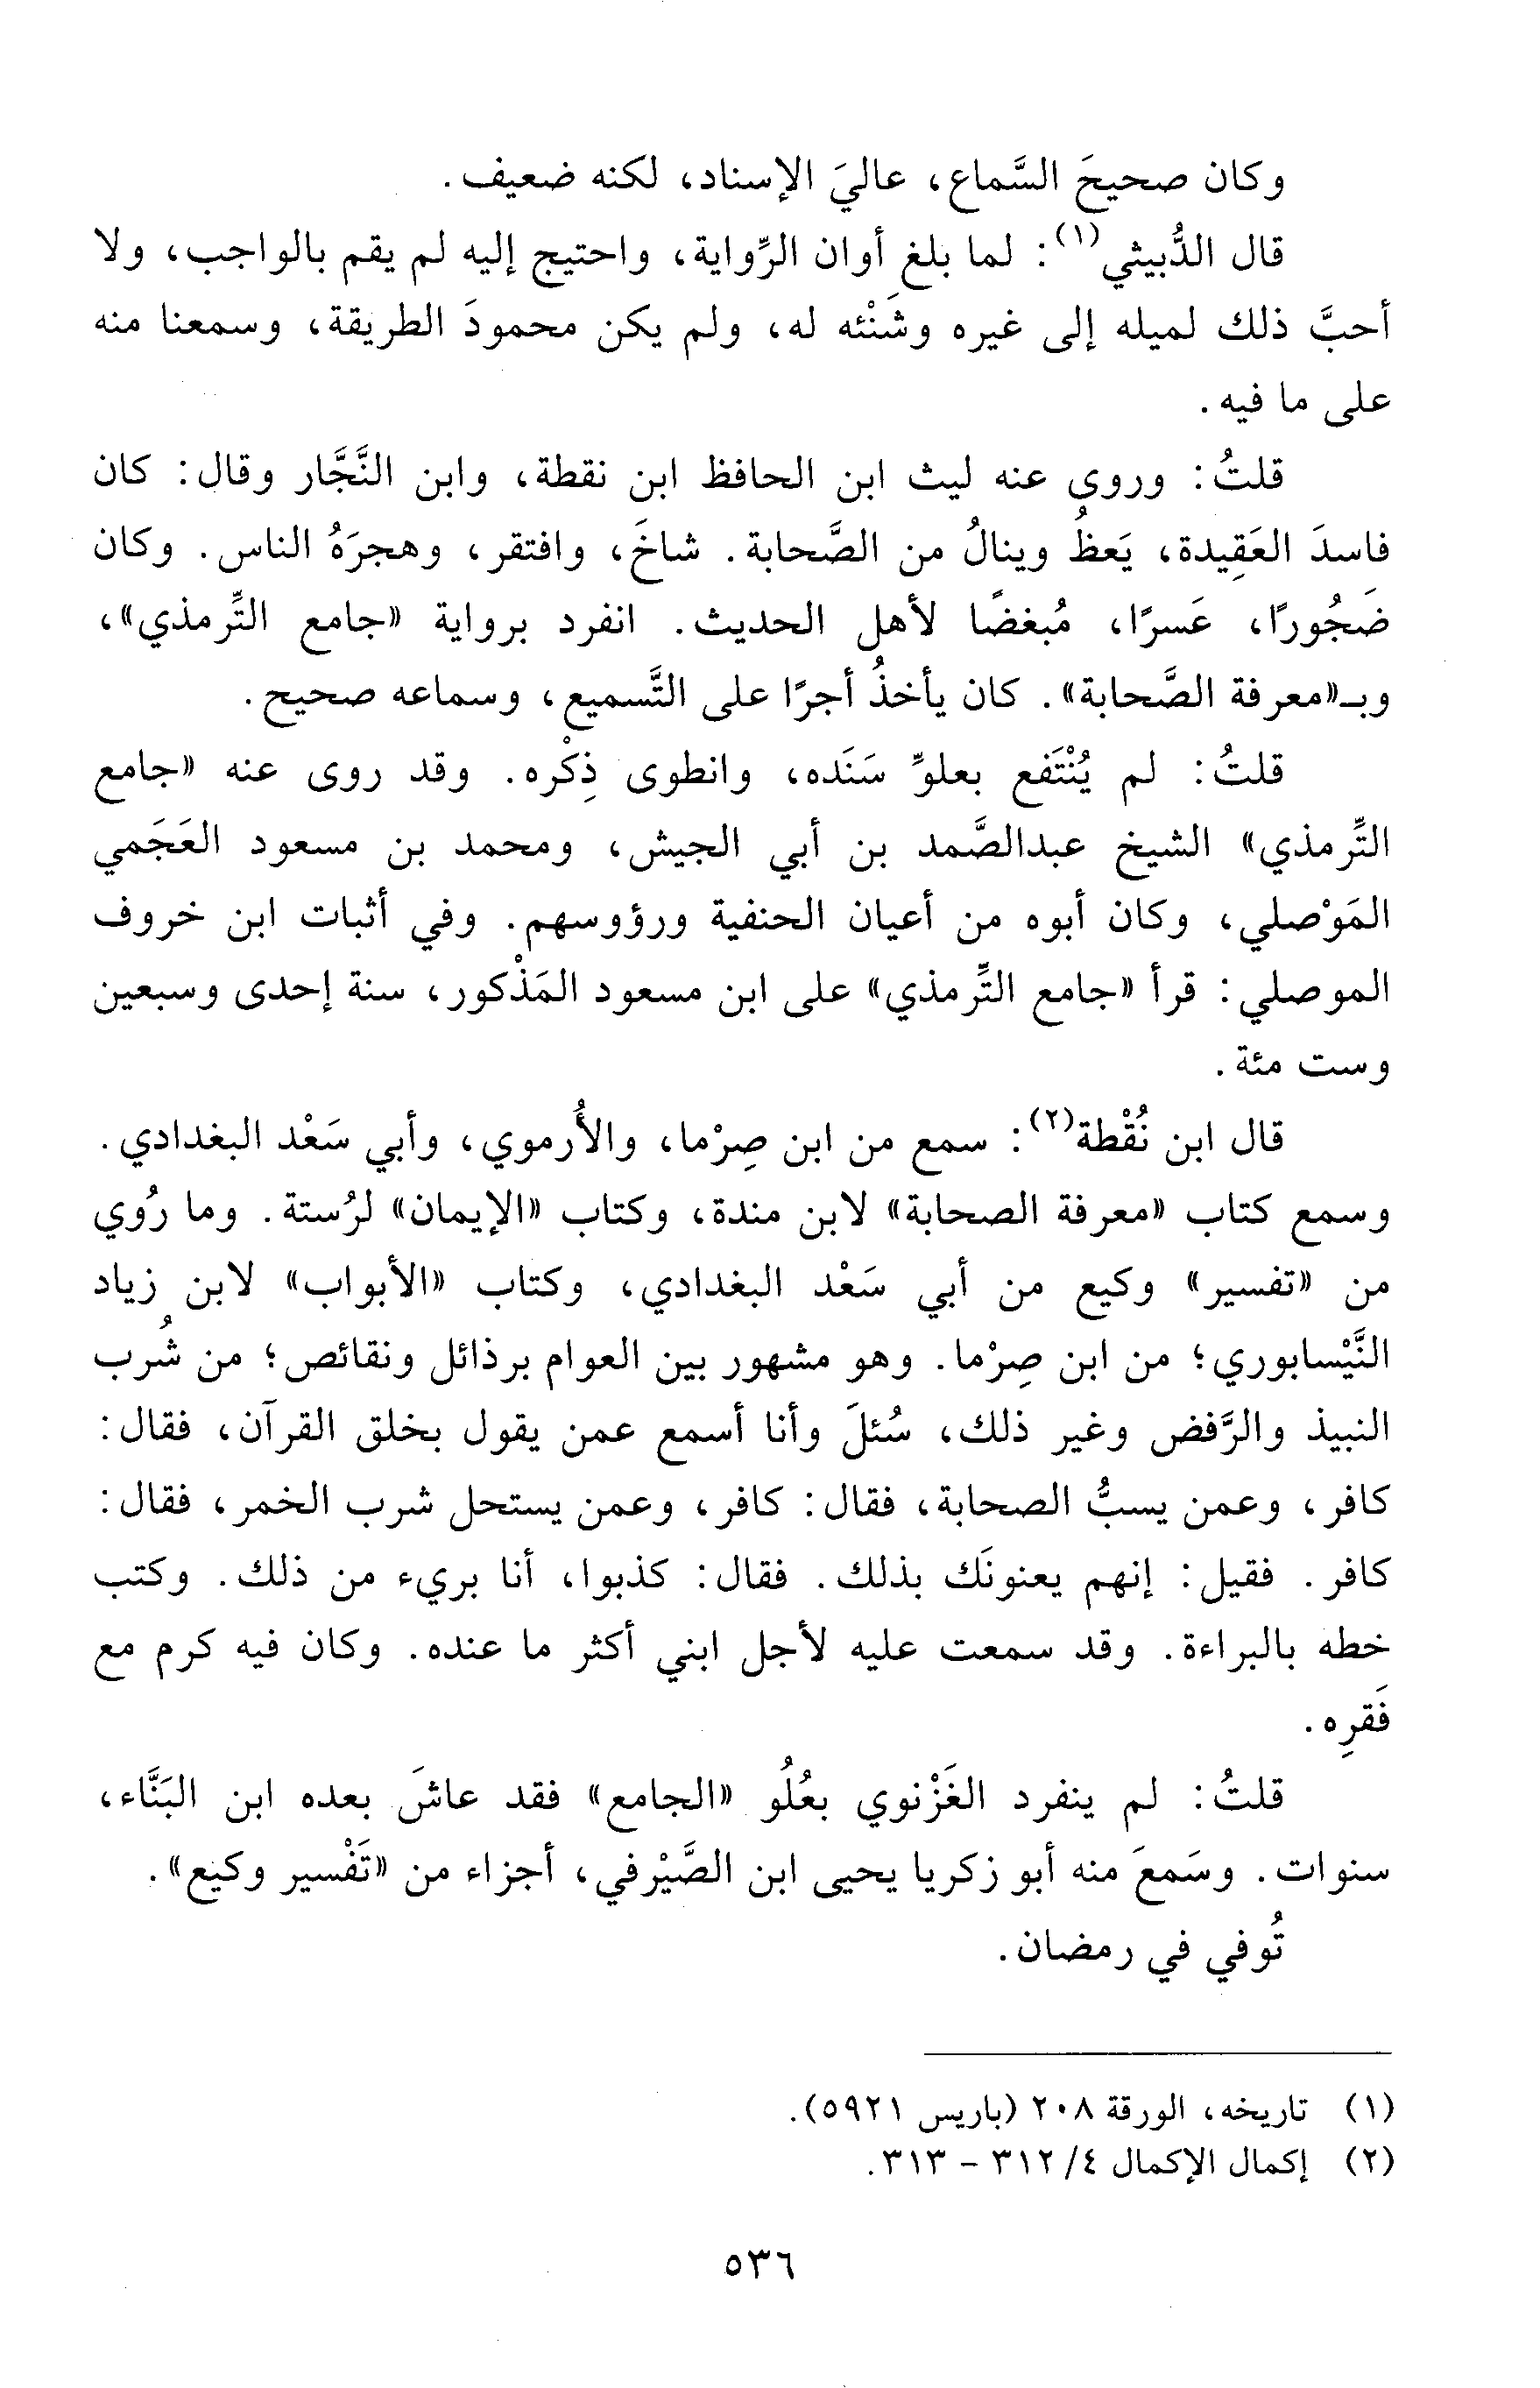 وكان صحيحَ السَّماع، عاليَ الإسناد، لكنه ضعيف.
قال الدُّبيثي(١): لما بلغ أوان الرِّواية، واحتيج إليه لم يقم بالواجب، ولا
أحبَّ ذلك لميله إلى غيره وشَنْئه له، ولم يكن محمودَ الطريقة، وسمعنا منه
على ما فيه.
قلتُ: وروى عنه ليث ابن الحافظ ابن نقطة، وابن النَّجَّار وقال: كان
فاسدَ العَقِيدة، يَعظُ وينالُ من الصَّحابة. شاخَ، وافتقر، وهجرَهُ الناس. وكان
ضَجُورًا، عَسرًا، مُبغضًا لأهل الحديث. انفرد برواية «جامع التِّرمذي»،
وبـ«معرفة الصَّحابة». كان يأخذُ أجرًا على التَّسميع، وسماعه صحيح.
قلتُ: لم يُنْتَفع بعلوِّ سَنَده، وانطوى ذِكْره. وقد روى عنه «جامع
التِّرمذي» الشيخ عبدالصَّمد بن أبي الجيش، ومحمد بن مسعود العَجَمي
المَوْصلي، وكان أبوه من أعيان الحنفية ورؤوسهم. وفي أثبات ابن خروف
الموصلي: قرأ «جامع التِّرمذي» على ابن مسعود المَذْكور، سنة إحدى وسبعين
وست مئة.
قال ابن نُقْطة(٢): سمع من ابن صِرْما، والأُرموي، وأبي سَعْد البغدادي.
وسمع كتاب «معرفة الصحابة» لابن مندة، وكتاب «الإيمان» لرُستة. وما رُوي
من «تفسير» وكيع من أبي سَعْد البغدادي، وكتاب «الأبواب» لابن زياد
النَّيْسابوري؛ من ابن صِرْما. وهو مشهور بين العوام برذائل ونقائص؛ من شُرب
النبيذ والرَّفض وغير ذلك، سُئلَ وأنا أسمع عمن يقول بخلق القرآن، فقال:
كافر، وعمن يسبُّ الصحابة، فقال: كافر، وعمن يستحل شرب الخمر، فقال:
كافر. فقيل: إنهم يعنونَك بذلك. فقال: كذبوا، أنا بريء من ذلك. وكتب
خطه بالبراءة. وقد سمعت عليه لأجل ابني أكثر ما عنده. وكان فيه كرم مع
فَقرِه.
قلتُ: لم ينفرد الغَزْنوي بعُلُو «الجامع» فقد عاشَ بعده ابن البَنَّاء،
سنوات. وسَمعَ منه أبو زكريا يحيى ابن الصَّيْرفي، أجزاء من «تَفْسير وكيع».
تُوفي في رمضان.
(١) تاريخه، الورقة ٢٠٨ (باريس ٥٩٢١).
(٢) إكمال الإكمال ٤/ ٣١٢ - ٣١٣.
٥٣٦